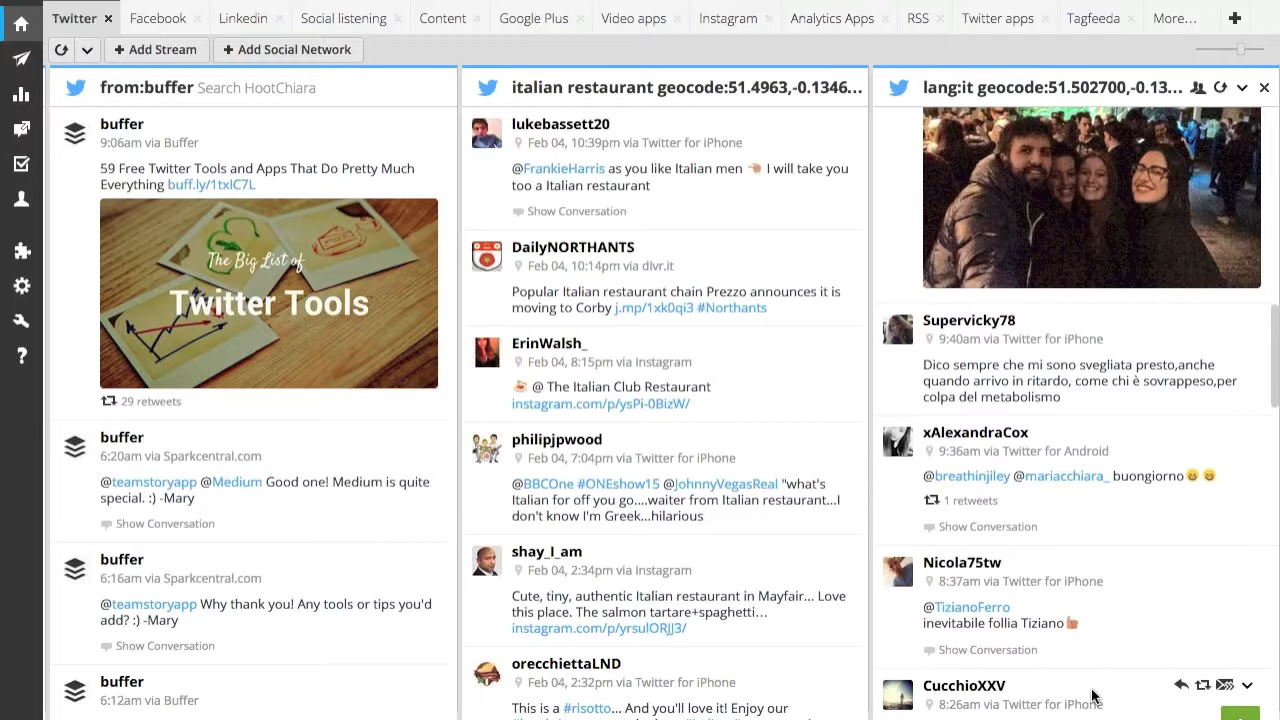 Twitter
Facebook
Linkedin
Social listening
Content
Google Plus
Video apps
Instagram
Analytics Apps
RSS
Twitter apps
Tagfeeda
More...
Add Stream
Add Social Network
from:buffer Search HootChiara
buffer
9:06am via Buffer
59 Free Twitter Tools and Apps That Do Pretty Much
Everything buff.ly/1txlC7L
The Big List of
Twitter Tools
29 retweets
buffer
6:20am via Sparkcentral.com
@teamstoryapp @Medium Good one! Medium is quite
special. :) -Mary
Show Conversation
buffer
6:16am via Sparkcentral.com
@teamstoryapp Why thank you! Any tools or tips you'd
add? :) -Mary
Show Conversation
buffer
6:12am via Buffer
italian restaurant geocode:51.4963,-0.1346...
lukebassett20
Feb 04, 10:39pm via Twitter for iPhone
@FrankieHarris as you like Italian men I will take you
too a Italian restaurant
Show Conversation
DailyNORTHANTS
Feb 04, 10:14pm via dlvr.it
Popular Italian restaurant chain Prezzo announces it is
moving to Corby j.mp/1xk0qi3 #Northants
ErinWalsh_
Feb 04, 8:15pm via Instagram
@ The Italian Club Restaurant
instagram.com/p/ysPi-0BizW/
philipjpwood
Feb 04, 7:04pm via Twitter for iPhone
@BBCOne #ONEshow15 @JohnnyVegasReal "what's
Italian for off you go....waiter from Italian restaurant...I
don't know I'm Greek...hilarious
shay_l_am
Feb 04, 2:34pm via Instagram
Cute, tiny, authentic Italian restaurant in Mayfair... Love
this place. The salmon tartare+spaghetti...
instagram.com/p/yrsulORJJ3/
orecchiettaLND
Feb 04, 2:32pm via Twitter for iPhone
This is a #risotto... And you'll love it! Enjoy our
lang:it geocode:51.502700,-0.13...
Supervicky78
9:40am via Twitter for iPhone
Dico sempre che mi sono svegliata presto,anche
quando arrivo in ritardo, come chi è sovrappeso,per
colpa del metabolismo
xAlexandraCox
9:36am via Twitter for Android
@breathinjiley @mariacchiara_ buongiorno
1 retweets
Show Conversation
Nicola75tw
8:37am via Twitter for iPhone
@TizianoFerro
inevitabile follia Tiziano
Show Conversation
CucchioXXV
8:26am via Twitter for iPhone